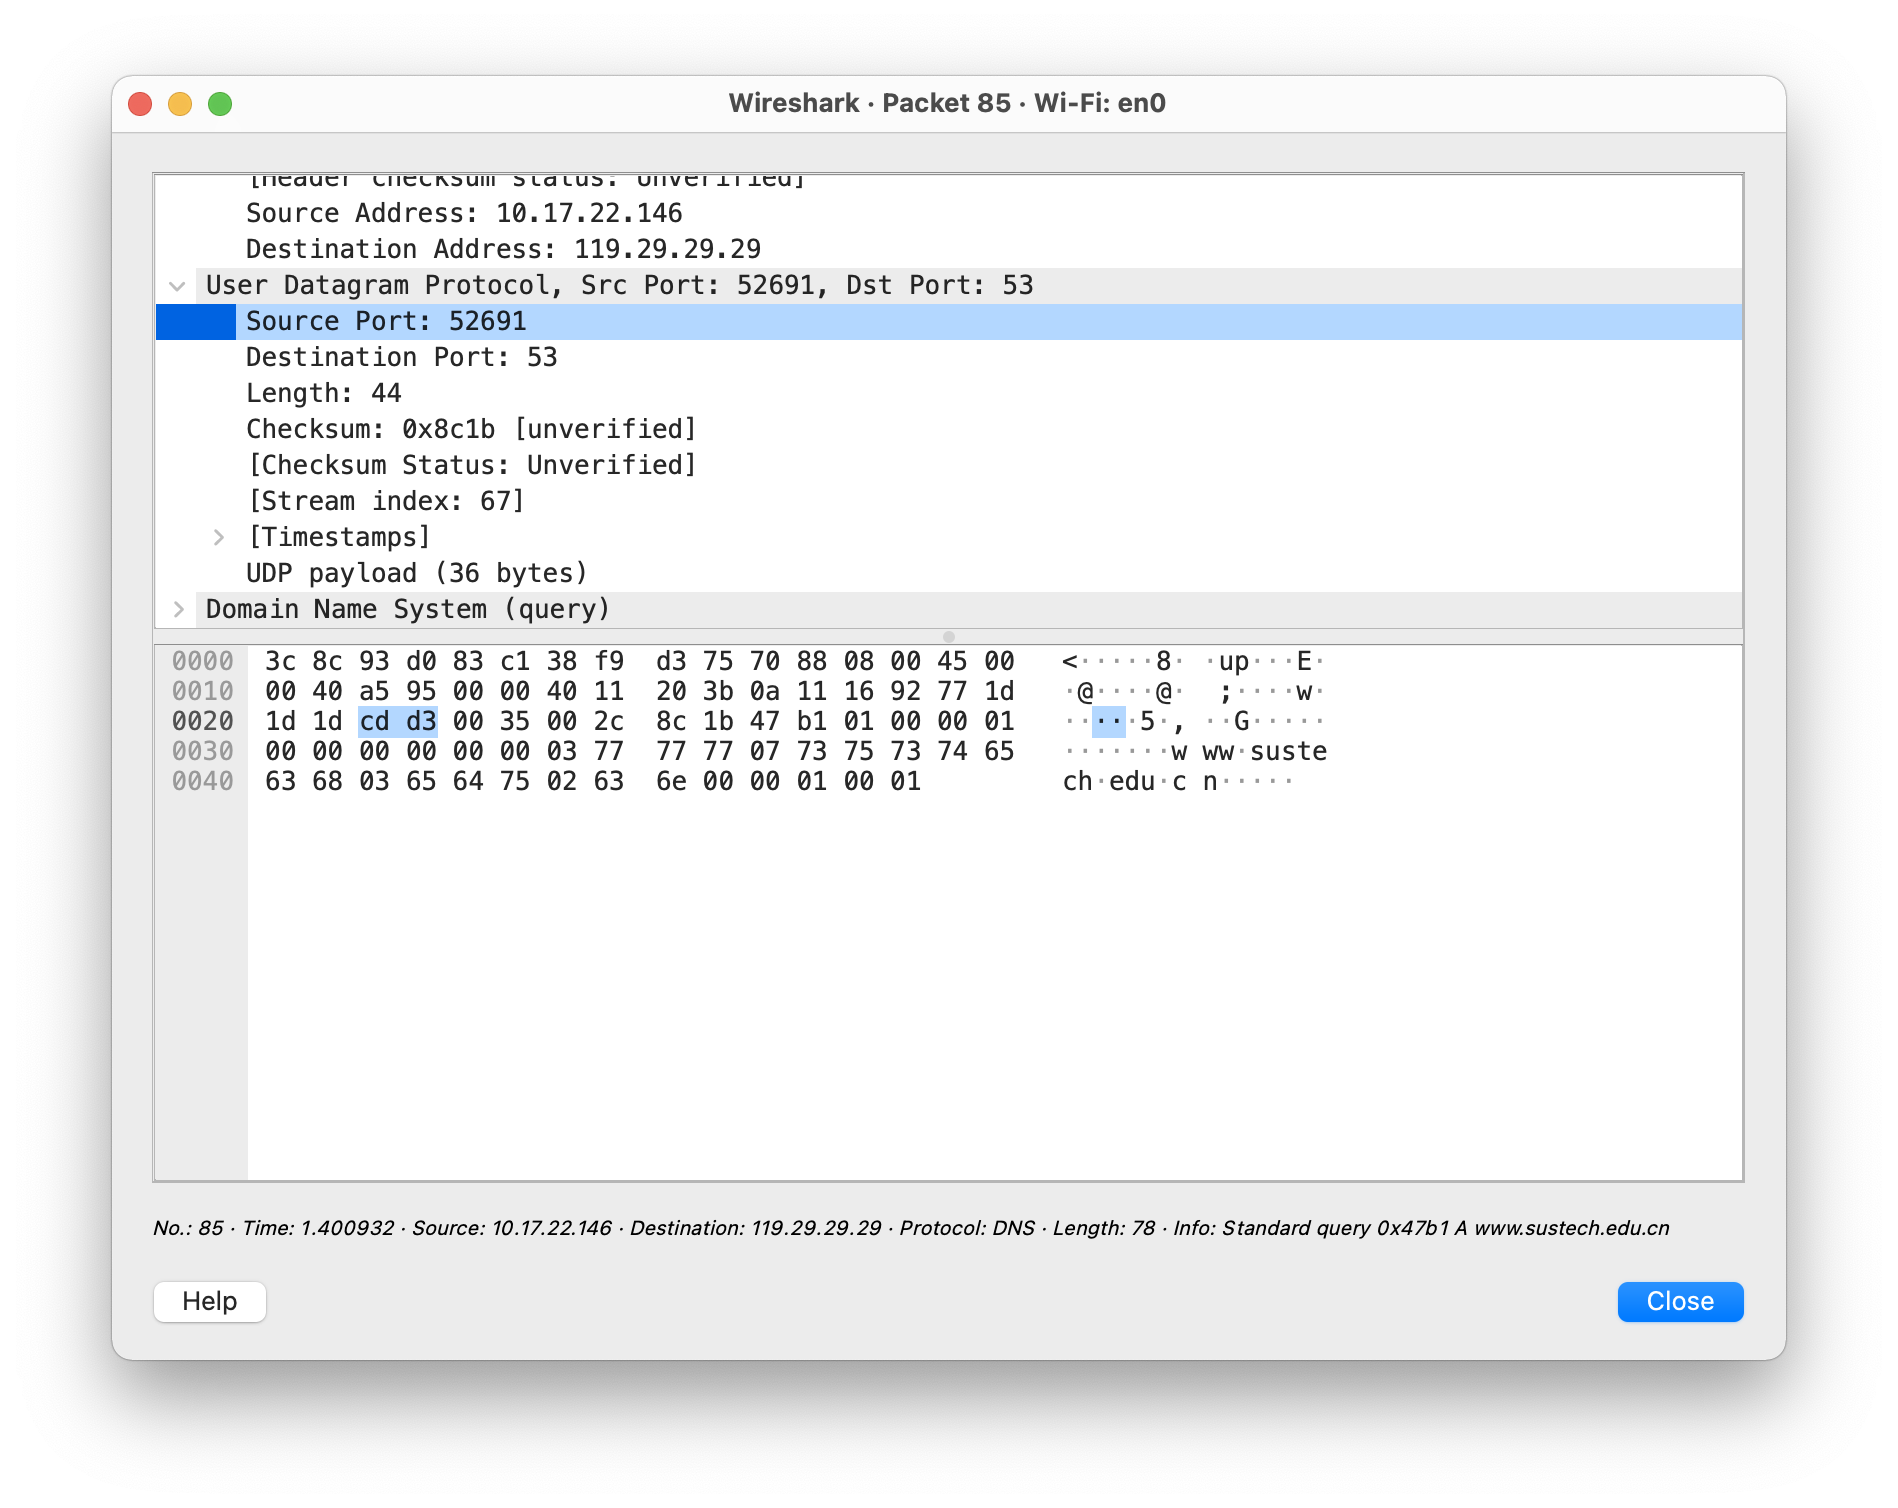 Wireshark · Packet 85 · Wi-Fi: en0
[Header checksum status: Unverified]
Source Address: 10.17.22.146
Destination Address: 119.29.29.29
User Datagram Protocol, Src Port: 52691, Dst Port: 53
Source Port: 52691
Destination Port: 53
Length: 44
Checksum: 0x8c1b [unverified]
[Checksum Status: Unverified]
[Stream index: 67]
[Timestamps]
UDP payload (36 bytes)
Domain Name System (query)
0000 3c 8c 93 d0 83 c1 38 f9 d3 75 70 88 08 00 45 00 <·····8· ·up···E·
0010 00 40 a5 95 00 00 40 11 20 3b 0a 11 16 92 77 1d ·@····@· ;····w·
0020 1d 1d cd d3 00 35 00 2c 8c 1b 47 b1 01 00 00 01 ·····5·, ··G·····
0030 00 00 00 00 00 00 03 77 77 77 07 73 75 73 74 65 ·······w ww·suste
0040 63 68 03 65 64 75 02 63 6e 00 00 01 00 01 ch·edu·c n·····
No.: 85 · Time: 1.400932 · Source: 10.17.22.146 · Destination: 119.29.29.29 · Protocol: DNS · Length: 78 · Info: Standard query 0x47b1 A www.sustech.edu.cn
Help
Close